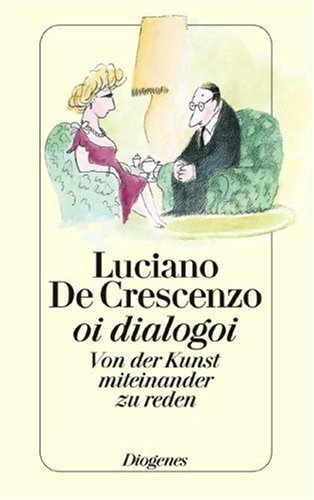 Luciano
De Crescenzo
oi dialogoi
Von der Kunst
miteinander
zu reden
Diogenes